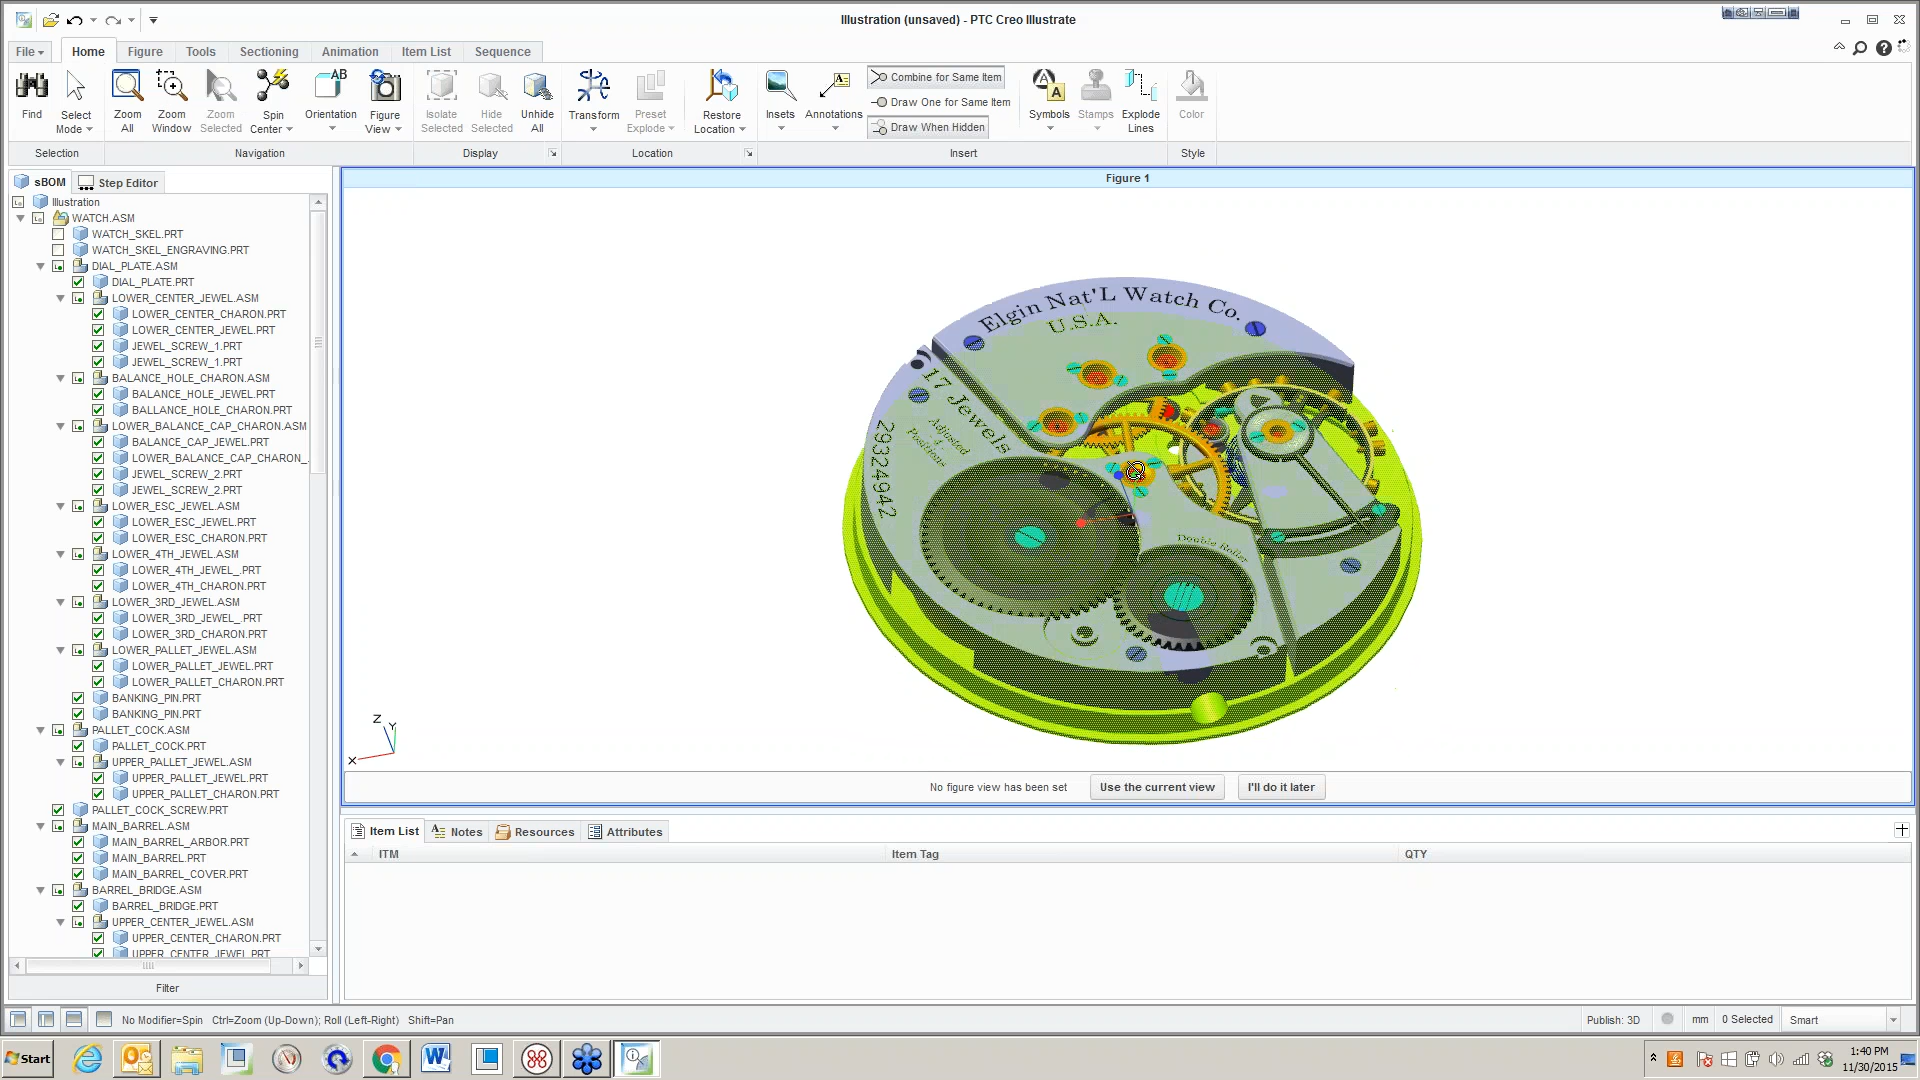 Illustration (unsaved) - PTC Creo Illustrate
File Home Figure Tools Sectioning Animation Item List Sequence
Find
Select Mode
Zoom All
Zoom Window
Zoom Selected
Spin Center
Orientation
Figure View
Isolate Selected
Hide Selected
Unhide All
Transform
Preset Explode
Restore Location
Insets
Annotations
Combine for Same Item
Draw One for Same Item
Draw When Hidden
Symbols
Stamps
Explode Lines
Color
Selection Navigation Display Location Insert Style
sBOM Step Editor
Illustration
WATCH.ASM
WATCH_SKEL.PRT
WATCH_SKEL_ENGRAVING.PRT
DIAL_PLATE.ASM
DIAL_PLATE.PRT
LOWER_CENTER_JEWEL.ASM
LOWER_CENTER_CHARON.PRT
LOWER_CENTER_JEWEL.PRT
JEWEL_SCREW_1.PRT
JEWEL_SCREW_1.PRT
BALANCE_HOLE_CHARON.ASM
BALANCE_HOLE_JEWEL.PRT
BALLANCE_HOLE_CHARON.PRT
LOWER_BALANCE_CAP_CHARON.ASM
BALANCE_CAP_JEWEL.PRT
LOWER_BALANCE_CAP_CHARON_
JEWEL_SCREW_2.PRT
JEWEL_SCREW_2.PRT
LOWER_ESC_JEWEL.ASM
LOWER_ESC_JEWEL.PRT
LOWER_ESC_CHARON.PRT
LOWER_4TH_JEWEL.ASM
LOWER_4TH_JEWEL_.PRT
LOWER_4TH_CHARON.PRT
LOWER_3RD_JEWEL.ASM
LOWER_3RD_JEWEL_.PRT
LOWER_3RD_CHARON.PRT
LOWER_PALLET_JEWEL.ASM
LOWER_PALLET_JEWEL.PRT
LOWER_PALLET_CHARON.PRT
BANKING_PIN.PRT
BANKING_PIN.PRT
PALLET_COCK.ASM
PALLET_COCK.PRT
UPPER_PALLET_JEWEL.ASM
UPPER_PALLET_JEWEL.PRT
UPPER_PALLET_CHARON.PRT
PALLET_COCK_SCREW.PRT
MAIN_BARREL.ASM
MAIN_BARREL_ARBOR.PRT
MAIN_BARREL.PRT
MAIN_BARREL_COVER.PRT
BARREL_BRIDGE.ASM
BARREL_BRIDGE.PRT
UPPER_CENTER_JEWEL.ASM
UPPER_CENTER_CHARON.PRT
UPPER_CENTER_JEWEL.PRT
Filter
Figure 1
Elgin Nat'L Watch Co.
U.S.A.
17 Jewels
Adjusted
Positions
29324942
Double Roller
Z
Y
X
No figure view has been set Use the current view I'll do it later
Item List Notes Resources Attributes
ITM Item Tag QTY
No Modifier=Spin Ctrl=Zoom (Up-Down); Roll (Left-Right) Shift=Pan
Publish: 3D mm 0 Selected Smart
Start
1:40 PM
11/30/2015